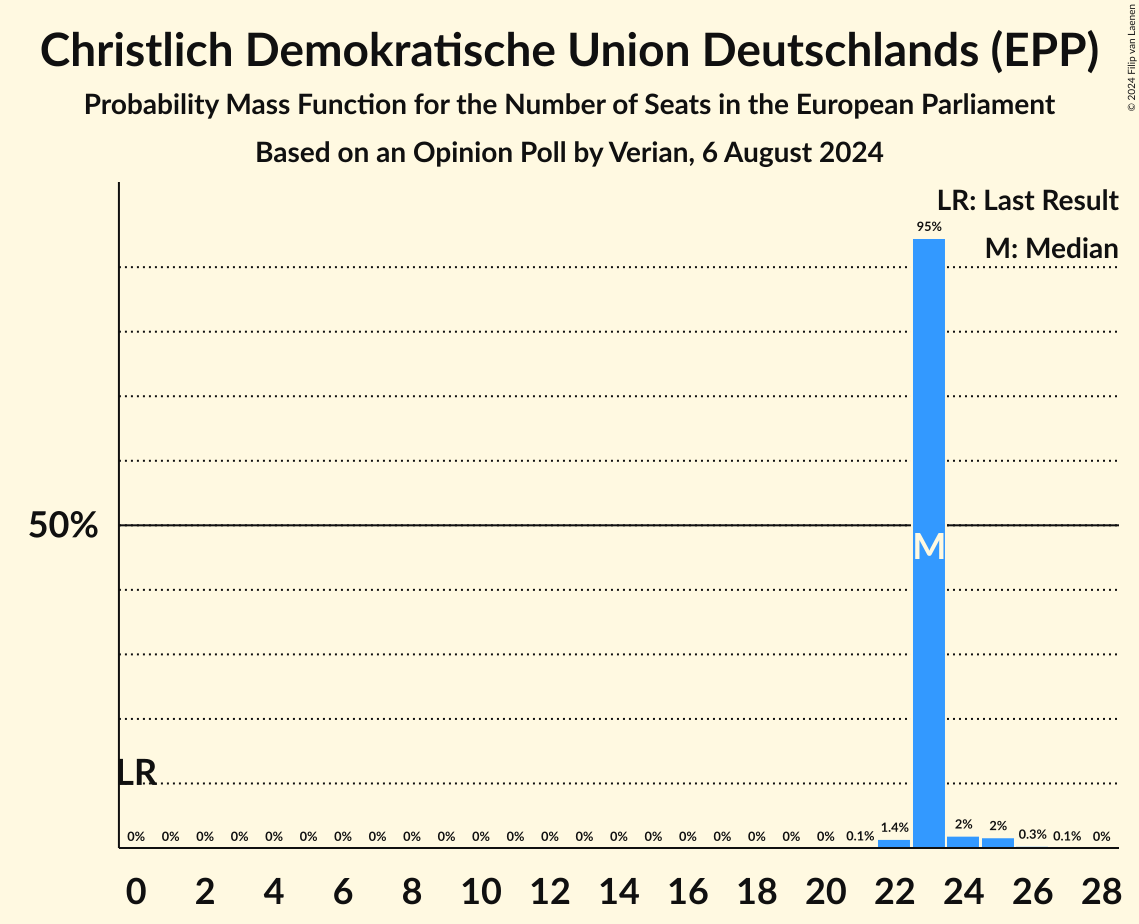 Christlich Demokratische Union Deutschlands (EPP)
Probability Mass Function for the Number of Seats in the European Parliament
Based on an Opinion Poll by Verian, 6 August 2024
© 2024 Filip van Laenen
LR: Last Result
M: Median
95%
50%
M
LR
0% 0% 0% 0% 0% 0% 0% 0% 0% 0% 0% 0% 0% 0% 0% 0% 0% 0% 0% 0% 0% 0.1% 1.4% 2% 2% 0.3% 0.1% 0%
0 2 4 6 8 10 12 14 16 18 20 22 24 26 28